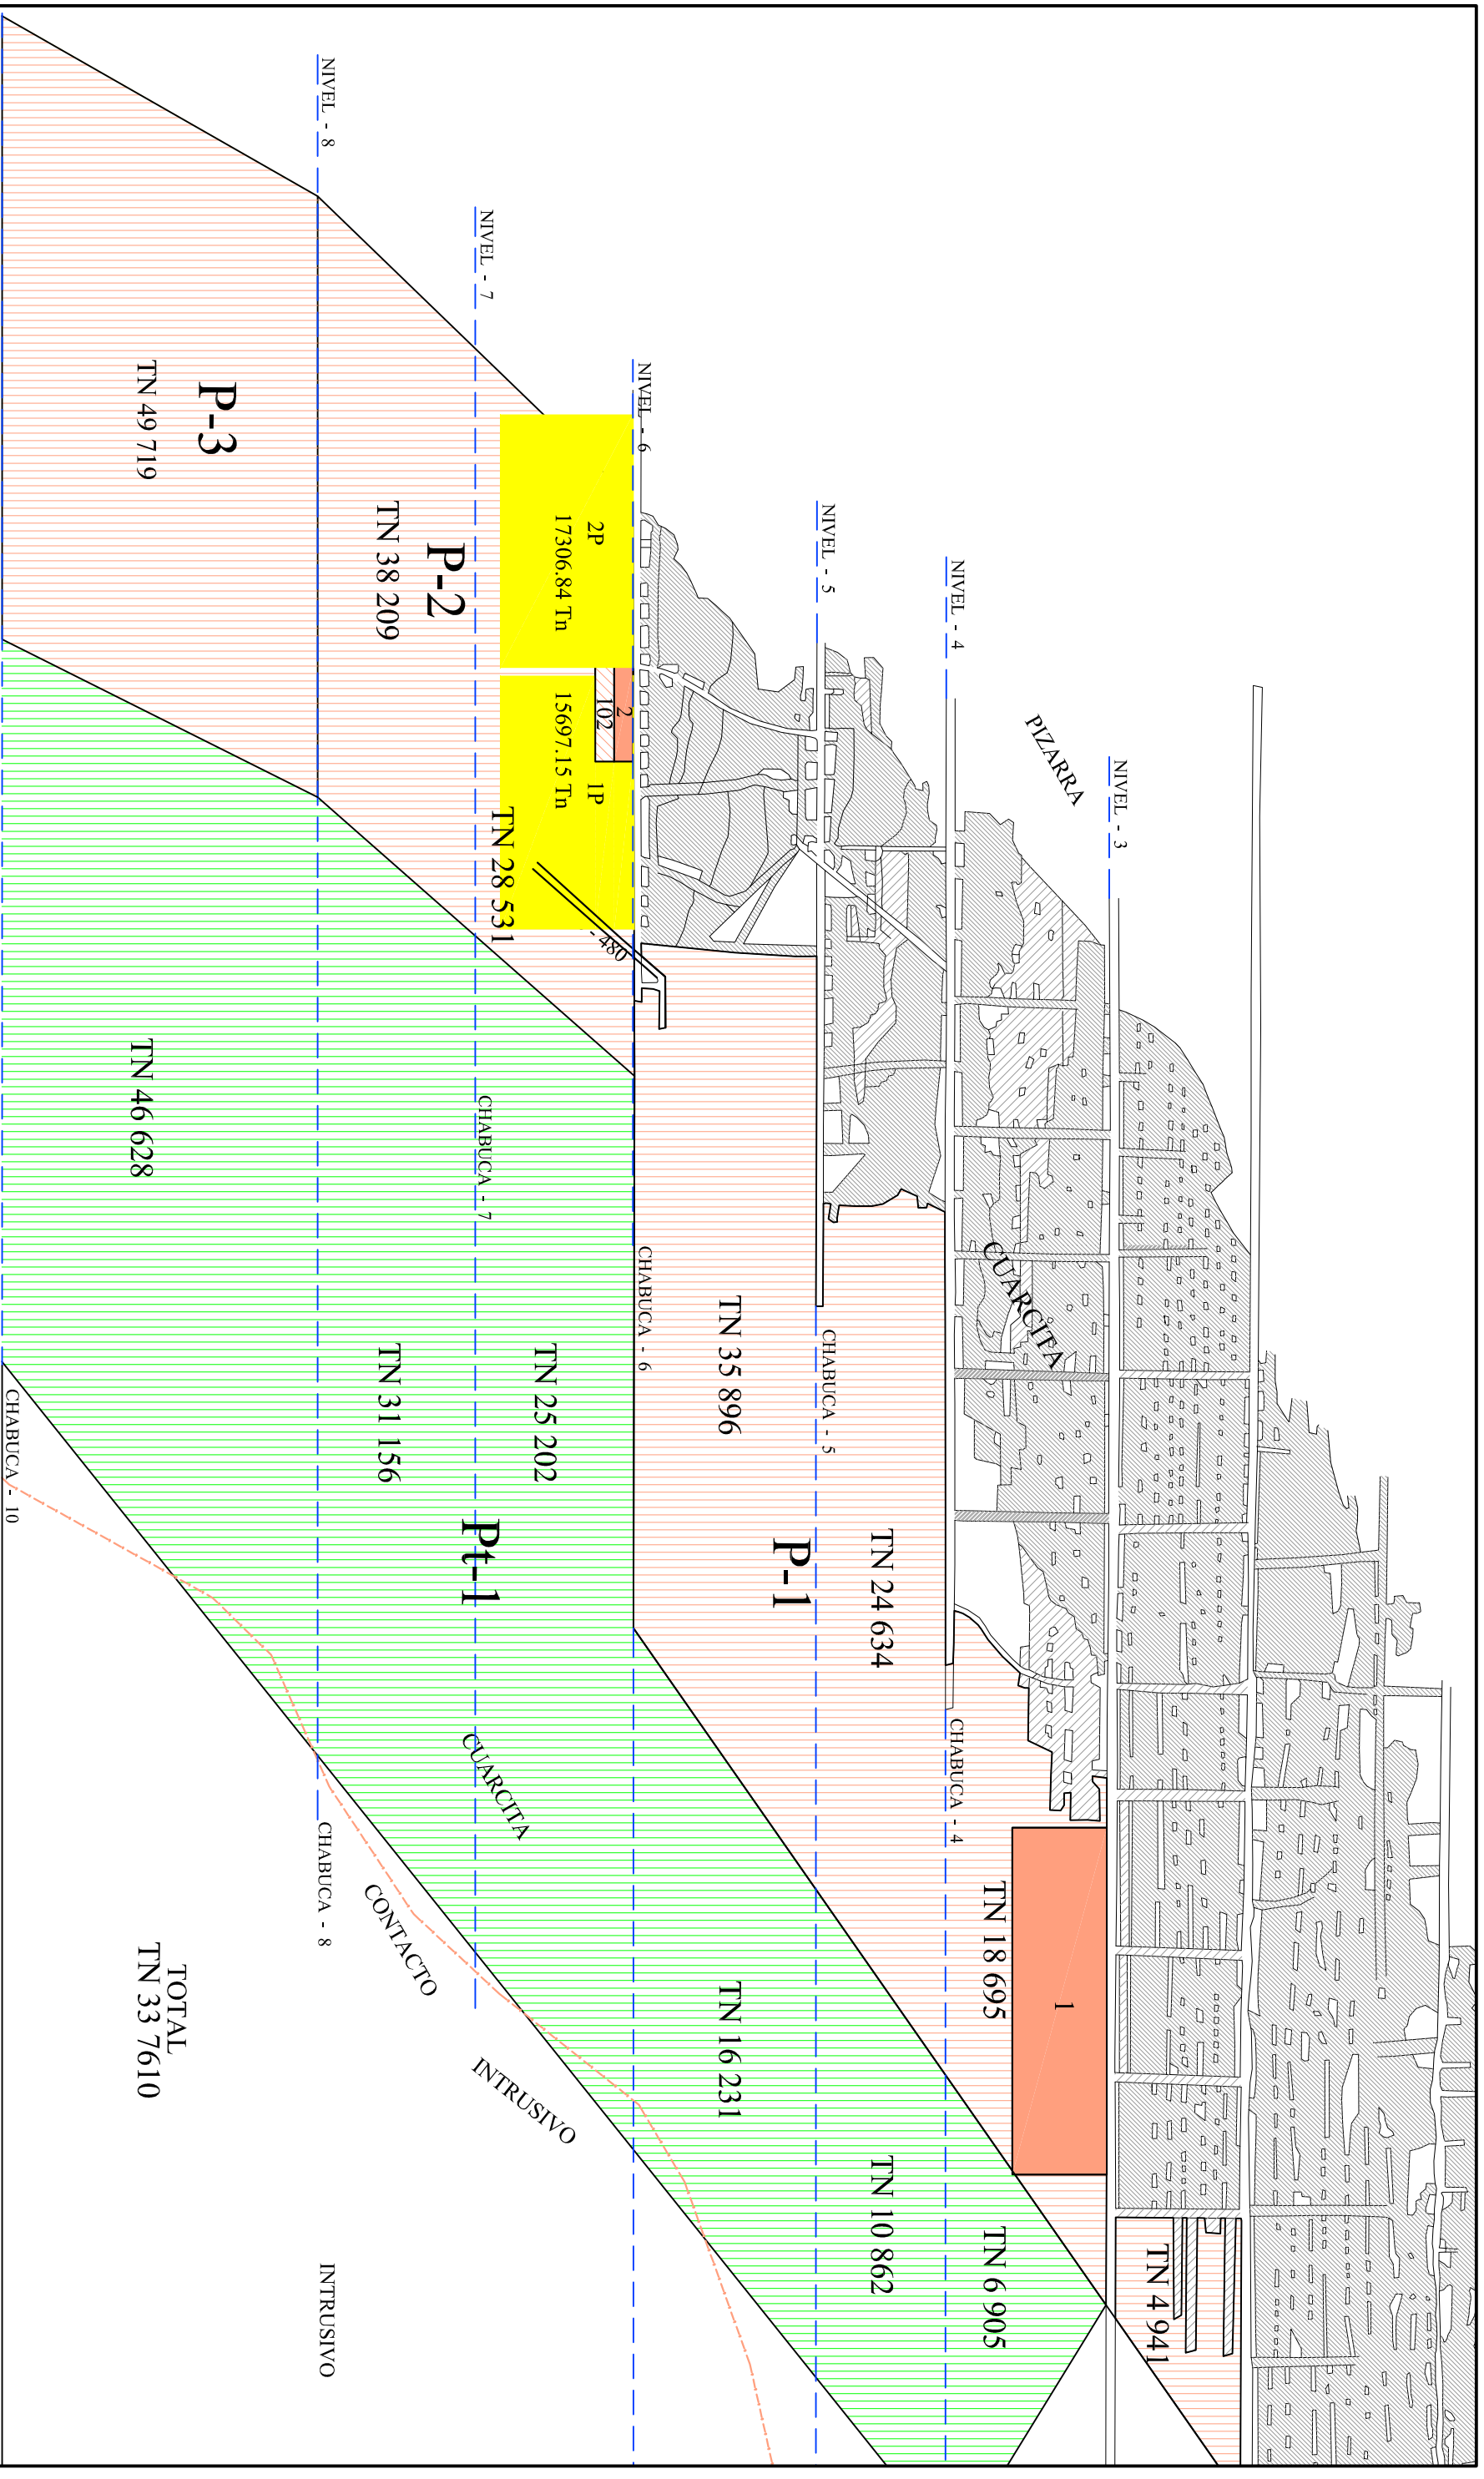 NIVEL - 3
PIZARRA
NIVEL - 4
NIVEL - 5
NIVEL - 6
NIVEL - 7
NIVEL - 8
CUARCITA
TN 4 941
1
TN 18 695
TN 6 905
CHABUCA - 4
TN 24 634
TN 10 862
CHABUCA - 5
P-1
TN 35 896
TN 16 231
CHABUCA - 6
2P
17306.84 Tn
2
102
1P
15697.15 Tn
- 480
TN 28 531
TN 25 202
CHABUCA - 7
Pt-1
CUARCITA
P-2
TN 38 209
TN 31 156
CHABUCA - 8
CONTACTO
INTRUSIVO
INTRUSIVO
P-3
TN 49 719
TN 46 628
CHABUCA - 10
TOTAL
TN 33 7610